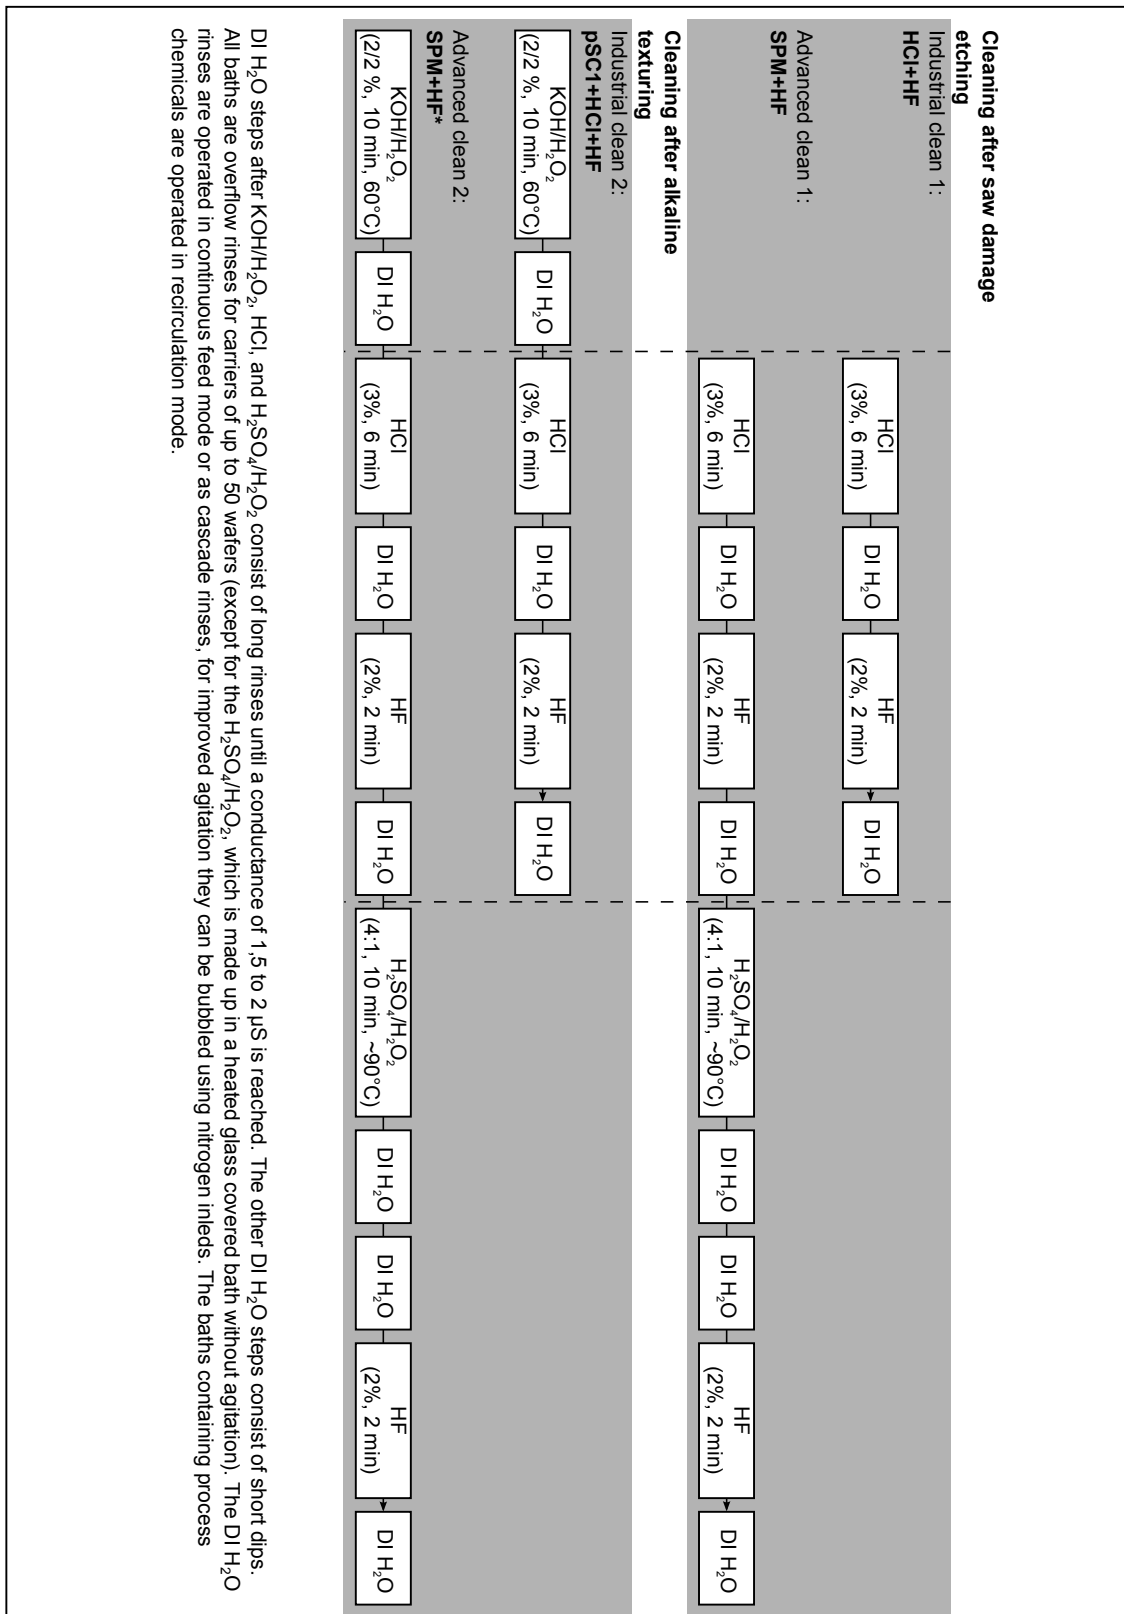 Cleaning after saw damage
etching
Industrial clean 1:
HCl+HF
HCl
(3%, 6 min)
DI H₂O
HF
(2%, 2 min)
DI H₂O
Advanced clean 1:
SPM+HF
HCl
(3%, 6 min)
DI H₂O
HF
(2%, 2 min)
DI H₂O
H₂SO₄/H₂O₂
(4:1, 10 min, ~90°C)
DI H₂O
DI H₂O
HF
(2%, 2 min)
DI H₂O
Cleaning after alkaline
texturing
Industrial clean 2:
pSC1+HCl+HF
KOH/H₂O₂
(2/2 %, 10 min, 60°C)
DI H₂O
HCl
(3%, 6 min)
DI H₂O
HF
(2%, 2 min)
DI H₂O
Advanced clean 2:
SPM+HF*
KOH/H₂O₂
(2/2 %, 10 min, 60°C)
DI H₂O
HCl
(3%, 6 min)
DI H₂O
HF
(2%, 2 min)
DI H₂O
H₂SO₄/H₂O₂
(4:1, 10 min, ~90°C)
DI H₂O
DI H₂O
HF
(2%, 2 min)
DI H₂O
DI H₂O steps after KOH/H₂O₂, HCl, and H₂SO₄/H₂O₂ consist of long rinses until a conductance of 1,5 to 2 µS is reached. The other DI H₂O steps consist of short dips.
All baths are overflow rinses for carriers of up to 50 wafers (except for the H₂SO₄/H₂O₂, which is made up in a heated glass covered bath without agitation). The DI H₂O
rinses are operated in continuous feed mode or as cascade rinses, for improved agitation they can be bubbled using nitrogen inleds. The baths containing process
chemicals are operated in recirculation mode.